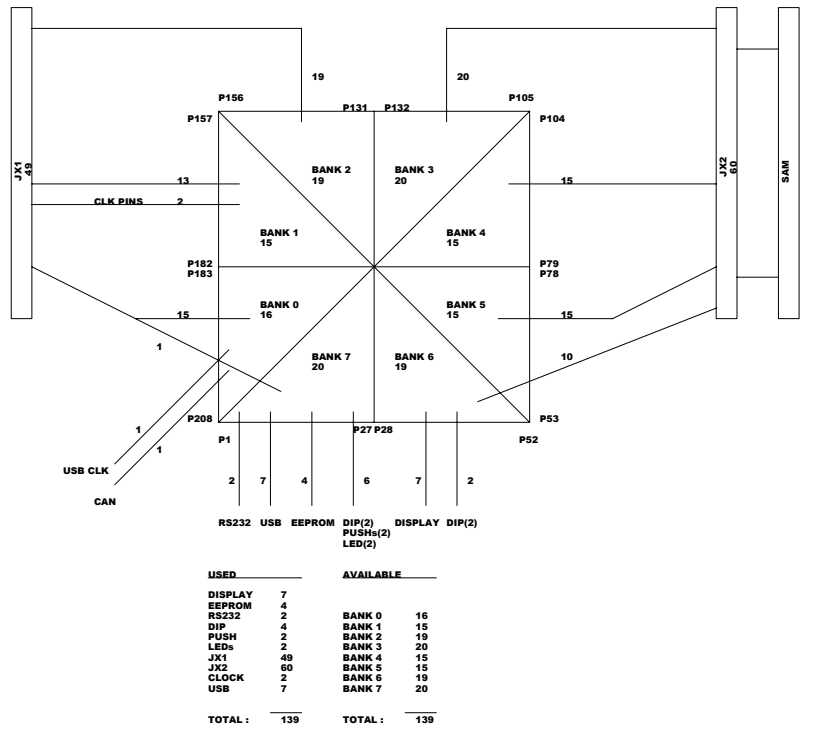 19
20
P156
P105
P131 P132
P157
P104
JX1
49
JX2
60
SAM
BANK 2
19
BANK 3
20
13
15
CLK PINS 2
BANK 1
15
BANK 4
15
P182
P183
P79
P78
BANK 0
16
BANK 5
15
15
15
1
BANK 7
20
BANK 6
19
10
P208
P53
P1
P27 P28
P52
1
1
USB CLK
CAN
2 7 4 6 7 2
RS232 USB EEPROM DIP(2) DISPLAY DIP(2)
PUSHs(2)
LED(2)
USED AVAILABLE
DISPLAY 7
EEPROM 4
RS232 2 BANK 0 16
DIP 4 BANK 1 15
PUSH 2 BANK 2 19
LEDs 2 BANK 3 20
JX1 49 BANK 4 15
JX2 60 BANK 5 15
CLOCK 2 BANK 6 19
USB 7 BANK 7 20
TOTAL : 139 TOTAL : 139